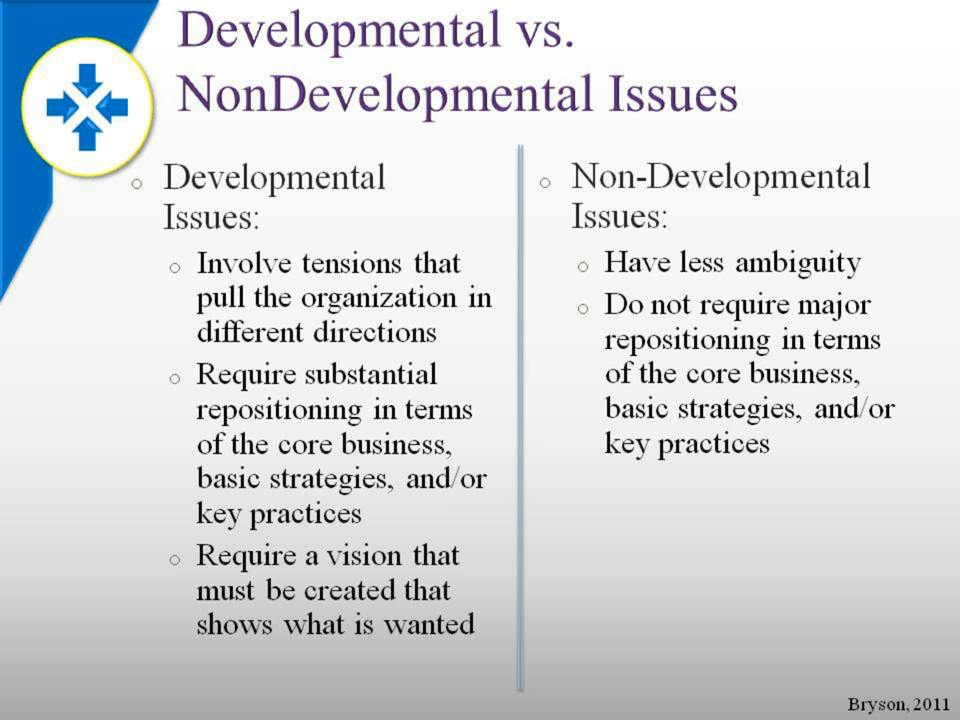 Developmental vs.
NonDevelopmental Issues
Developmental
Issues:
Involve tensions that
pull the organization in
different directions
Require substantial
repositioning in terms
of the core business,
basic strategies, and/or
key practices
Require a vision that
must be created that
shows what is wanted
Non-Developmental
Issues:
Have less ambiguity
Do not require major
repositioning in terms
of the core business,
basic strategies, and/or
key practices
Bryson, 2011